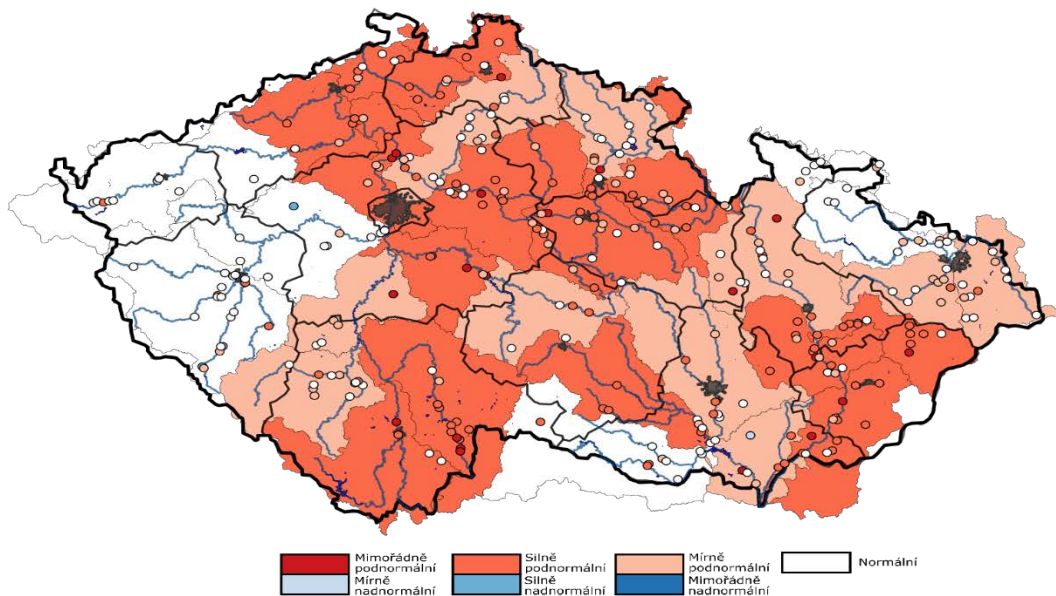 Mimořádně
podnormální
Silně
podnormální
Mírně
podnormální
Normální
Mírně
nadnormální
Silně
nadnormální
Mimořádně
nadnormální